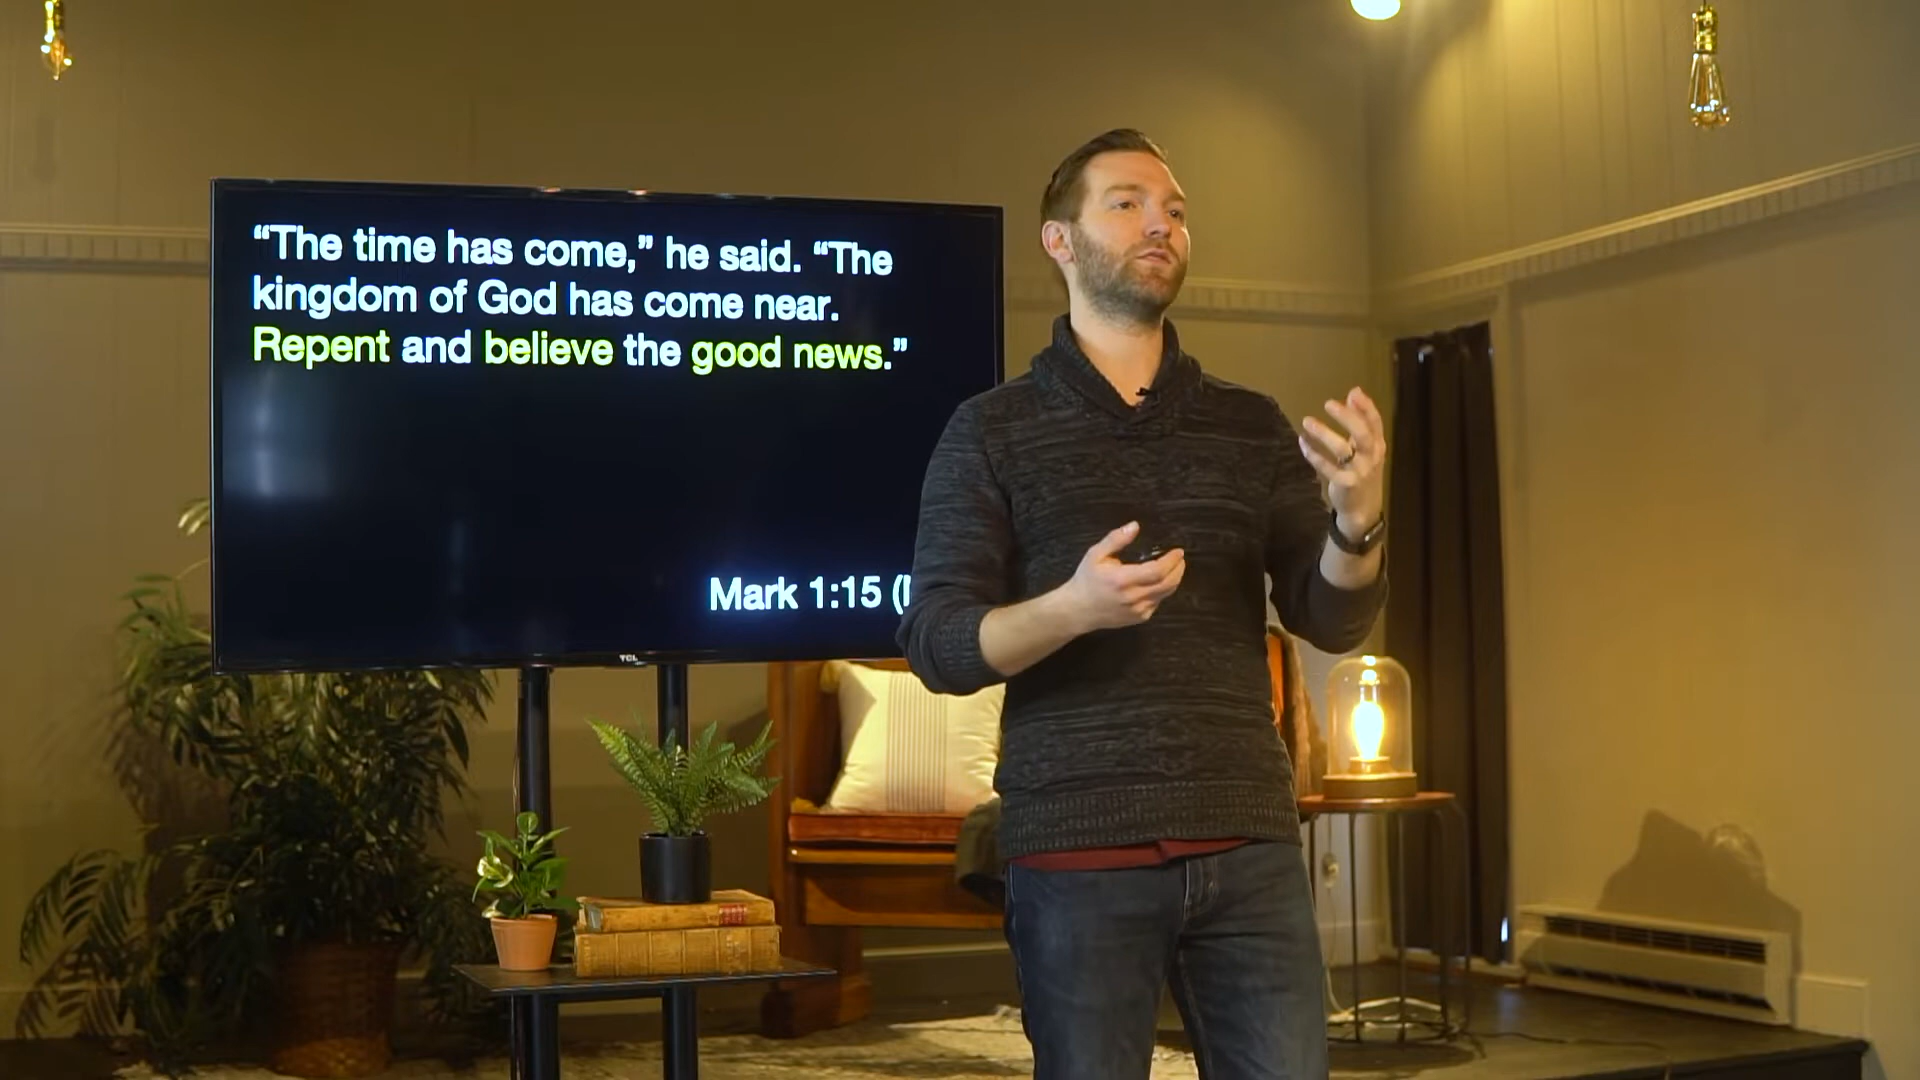 “The time has come,” he said. “The
kingdom of God has come near.
Repent and believe the good news.”
Mark 1:15 (
TCL